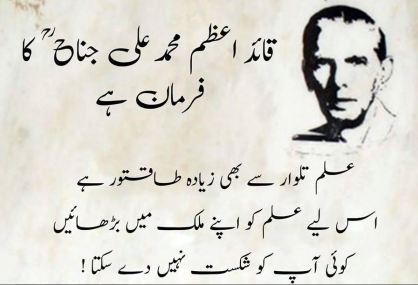 قائد اعظم محمد علی جناحؒ کا
فرمان ہے
علم تلوار سے بھی زیادہ طاقتور ہے
اس لیے علم کو اپنے ملک میں بڑھائیں
کوئی آپ کو شکست نہیں دے سکتا !